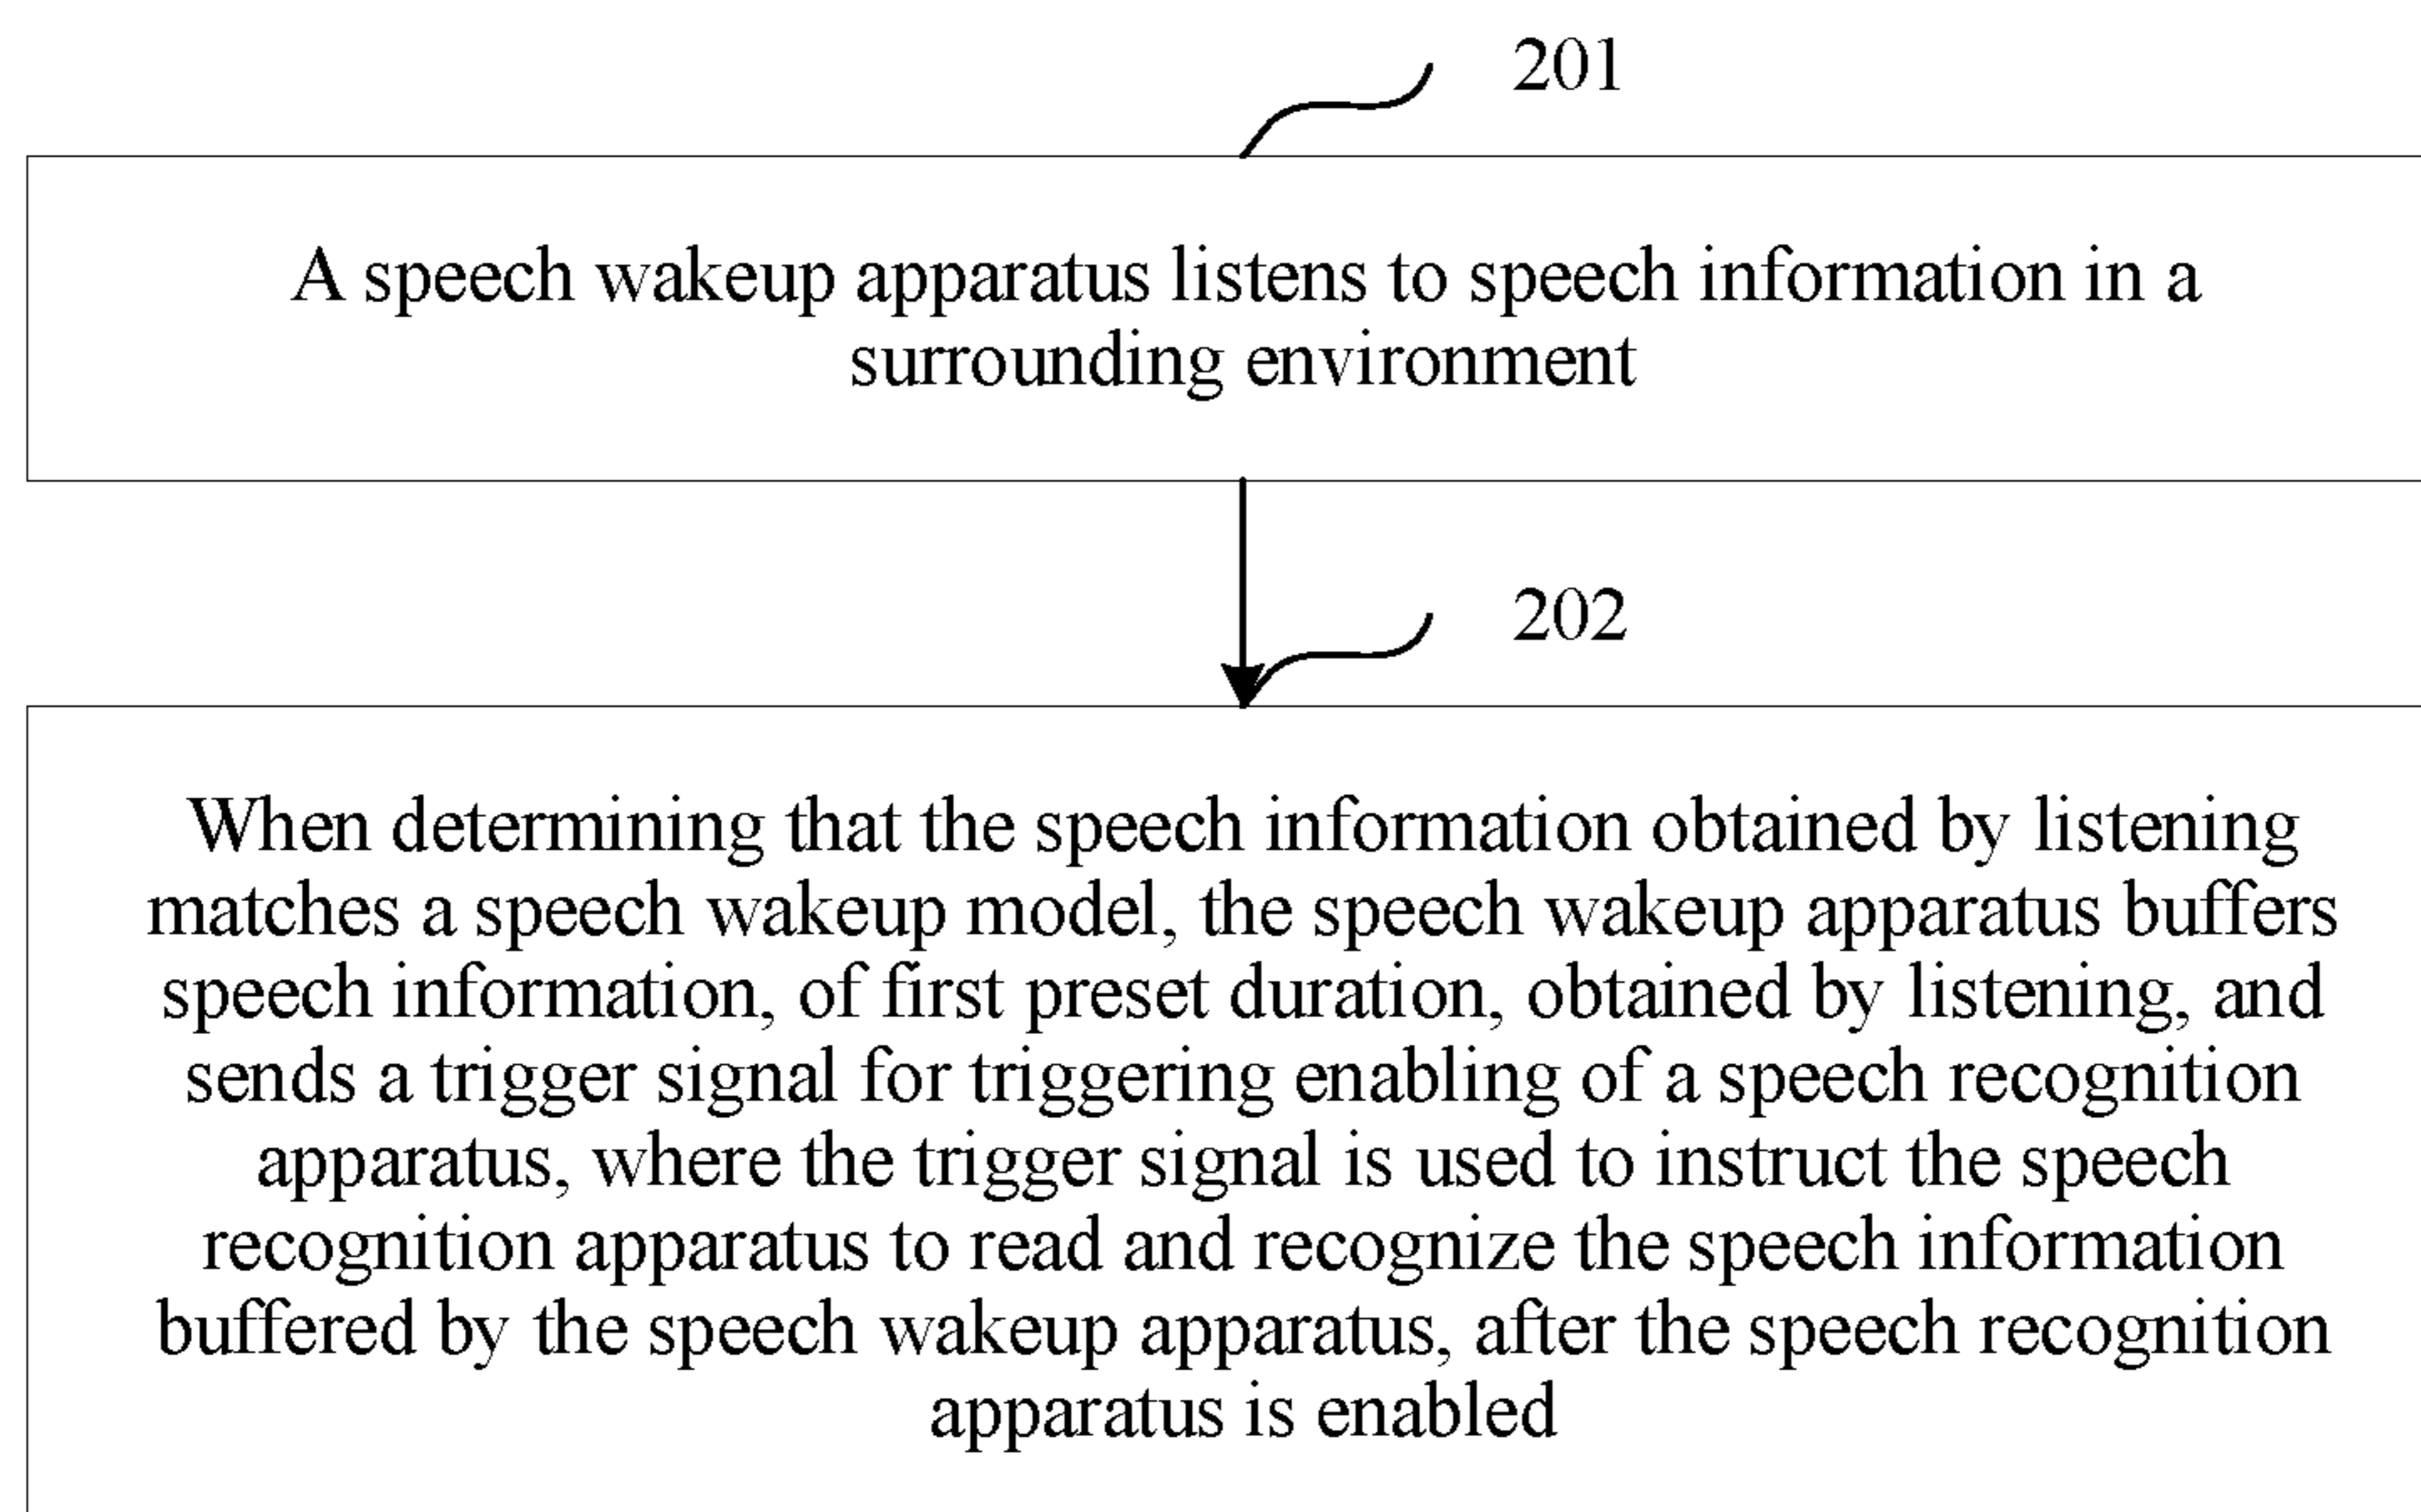 201
A speech wakeup apparatus listens to speech information in a
surrounding environment
202
When determining that the speech information obtained by listening
matches a speech wakeup model, the speech wakeup apparatus buffers
speech information, of first preset duration, obtained by listening, and
sends a trigger signal for triggering enabling of a speech recognition
apparatus, where the trigger signal is used to instruct the speech
recognition apparatus to read and recognize the speech information
buffered by the speech wakeup apparatus, after the speech recognition
apparatus is enabled